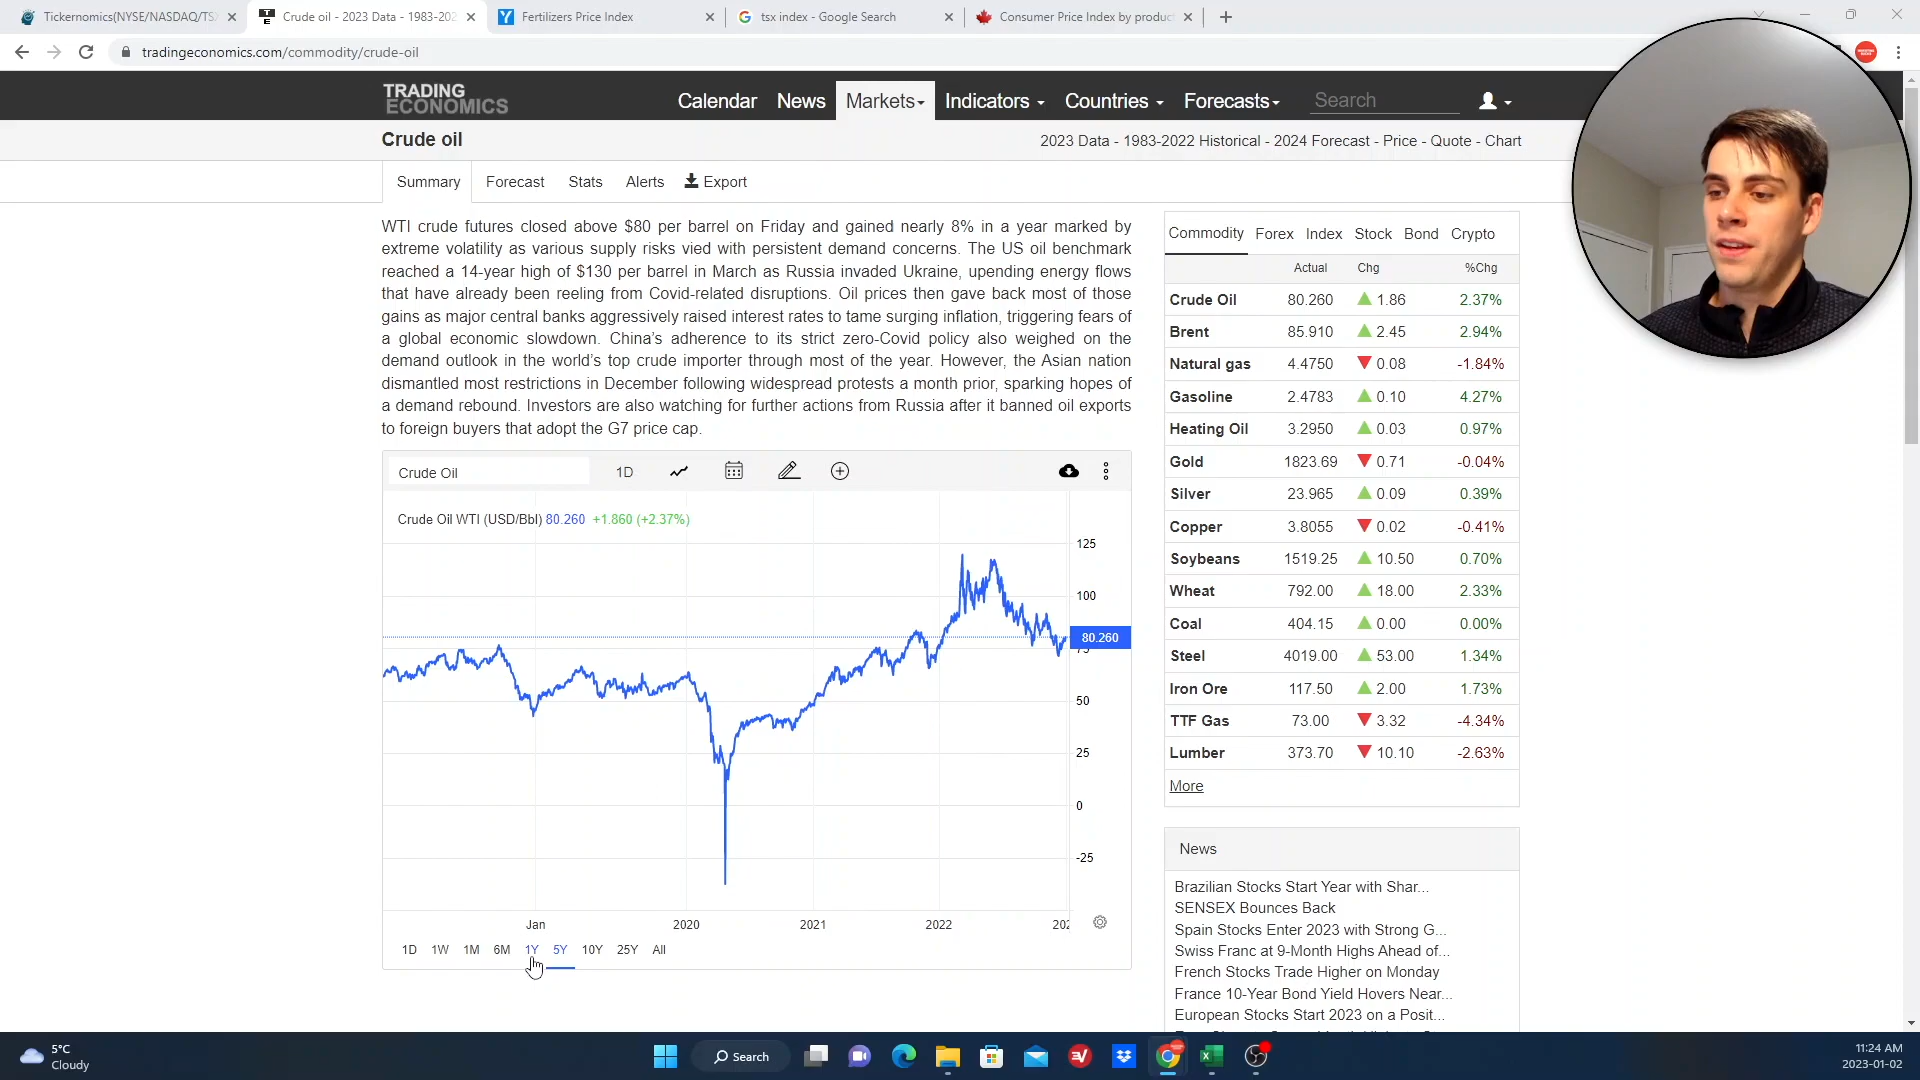 Tickernomics(NYSE/NASDAQ/TS
Crude oil - 2023 Data - 1983-202
Fertilizers Price Index
tsx index - Google Search
Consumer Price Index by produc
tradingeconomics.com/commodity/crude-oil
TRADING
ECONOMICS
Calendar News Markets Indicators Countries Forecasts Search
Crude oil
2023 Data - 1983-2022 Historical - 2024 Forecast - Price - Quote - Chart
Summary Forecast Stats Alerts Export
WTI crude futures closed above $80 per barrel on Friday and gained nearly 8% in a year marked by
extreme volatility as various supply risks vied with persistent demand concerns. The US oil benchmark
reached a 14-year high of $130 per barrel in March as Russia invaded Ukraine, upending energy flows
that have already been reeling from Covid-related disruptions. Oil prices then gave back most of those
gains as major central banks aggressively raised interest rates to tame surging inflation, triggering fears of
a global economic slowdown. China's adherence to its strict zero-Covid policy also weighed on the
demand outlook in the world's top crude importer through most of the year. However, the Asian nation
dismantled most restrictions in December following widespread protests a month prior, sparking hopes of
a demand rebound. Investors are also watching for further actions from Russia after it banned oil exports
to foreign buyers that adopt the G7 price cap.
Crude Oil 1D
Crude Oil WTI (USD/Bbl) 80.260 +1.860 (+2.37%)
125
100
80.260
75
50
25
0
-25
Jan 2020 2021 2022 202
1D 1W 1M 6M 1Y 5Y 10Y 25Y All
Commodity Forex Index Stock Bond Crypto
Actual Chg %Chg
Crude Oil 80.260 1.86 2.37%
Brent 85.910 2.45 2.94%
Natural gas 4.4750 0.08 -1.84%
Gasoline 2.4783 0.10 4.27%
Heating Oil 3.2950 0.03 0.97%
Gold 1823.69 0.71 -0.04%
Silver 23.965 0.09 0.39%
Copper 3.8055 0.02 -0.41%
Soybeans 1519.25 10.50 0.70%
Wheat 792.00 18.00 2.33%
Coal 404.15 0.00 0.00%
Steel 4019.00 53.00 1.34%
Iron Ore 117.50 2.00 1.73%
TTF Gas 73.00 3.32 -4.34%
Lumber 373.70 10.10 -2.63%
More
News
Brazilian Stocks Start Year with Shar...
SENSEX Bounces Back
Spain Stocks Enter 2023 with Strong G...
Swiss Franc at 9-Month Highs Ahead of...
French Stocks Trade Higher on Monday
France 10-Year Bond Yield Hovers Near...
European Stocks Start 2023 on a Posit...
5°C
Cloudy
Search
11:24 AM
2023-01-02